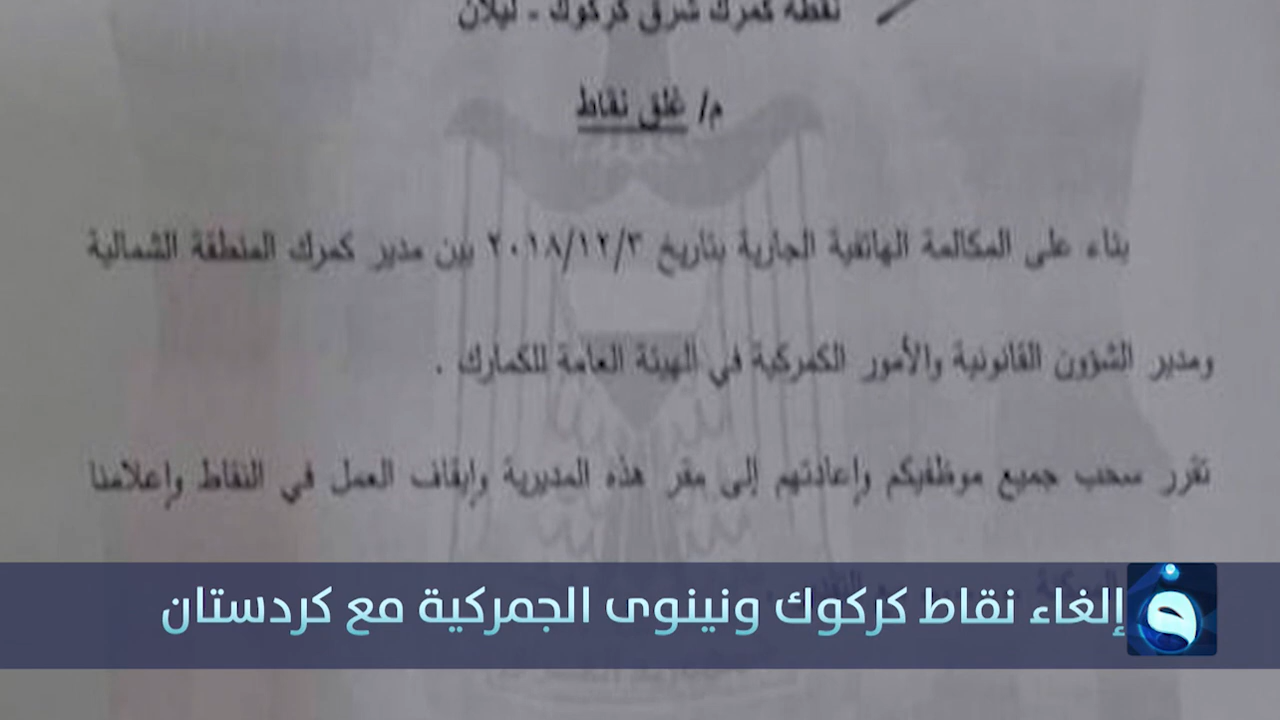 نقطة كمرك شرق كركوك - ليلان
م/ غلق نقاط
بناء على المكالمة الهاتفية الجارية بتاريخ ٢٠١٨/١٢/٣ بين مدير كمرك المنطقة الشمالية
ومدير الشؤون القانونية والأمور الكمركية في الهيئة العامة للكمارك .
تقرر سحب جميع موظفيكم وإعادتهم إلى مقر هذه المديرية وإيقاف العمل في النقاط وإعلامنا
إلغاء نقاط كركوك ونينوى الجمركية مع كردستان